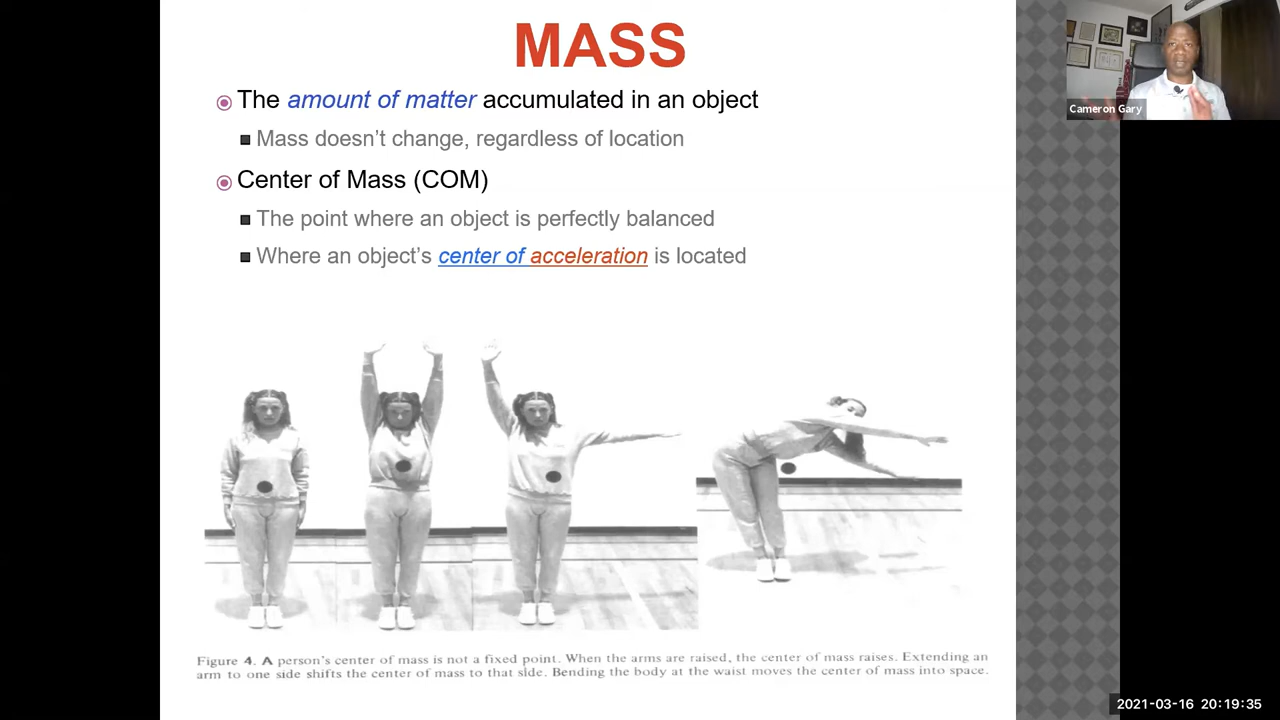 MASS
The amount of matter accumulated in an object
Mass doesn't change, regardless of location
Center of Mass (COM)
The point where an object is perfectly balanced
Where an object's center of acceleration is located
Figure 4. A person's center of mass is not a fixed point. When the arms are raised, the center of mass raises. Extending an
arm to one side shifts the center of mass to that side. Bending the body at the waist moves the center of mass into space.
Cameron Gary
2021-03-16 20:19:35